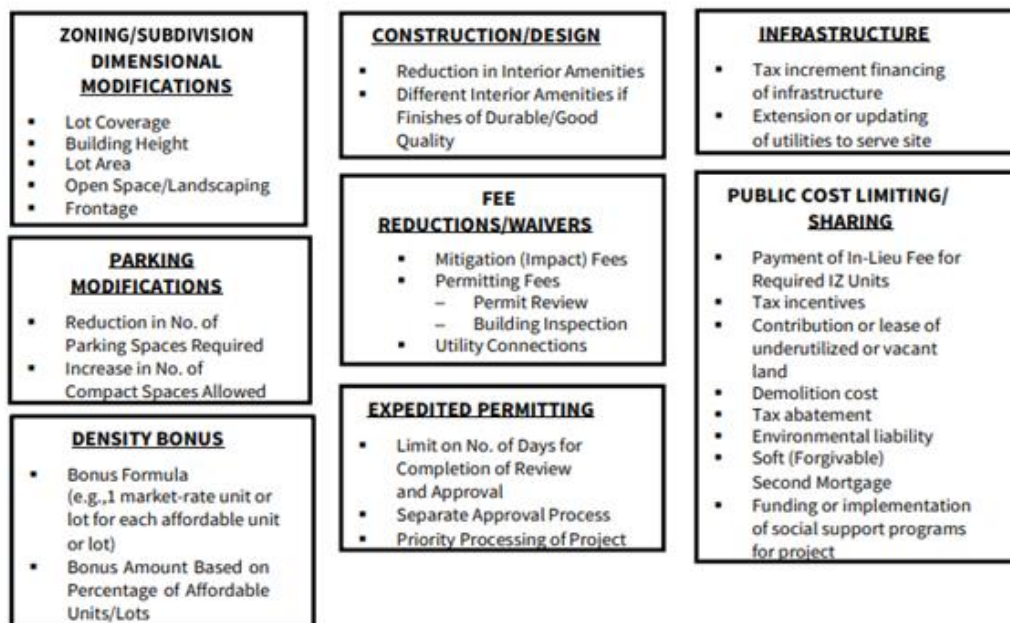 ZONING/SUBDIVISION
DIMENSIONAL
MODIFICATIONS
▪ Lot Coverage
▪ Building Height
▪ Lot Area
▪ Open Space/Landscaping
▪ Frontage
PARKING
MODIFICATIONS
▪ Reduction in No. of
Parking Spaces Required
▪ Increase in No. of
Compact Spaces Allowed
DENSITY BONUS
▪ Bonus Formula
(e.g.,1 market-rate unit or
lot for each affordable unit
or lot)
▪ Bonus Amount Based on
Percentage of Affordable
Units/Lots
CONSTRUCTION/DESIGN
▪ Reduction in Interior Amenities
▪ Different Interior Amenities if
Finishes of Durable/Good
Quality
FEE
REDUCTIONS/WAIVERS
▪ Mitigation (Impact) Fees
▪ Permitting Fees
– Permit Review
– Building Inspection
▪ Utility Connections
EXPEDITED PERMITTING
▪ Limit on No. of Days for
Completion of Review
and Approval
▪ Separate Approval Process
▪ Priority Processing of Project
INFRASTRUCTURE
▪ Tax increment financing
of infrastructure
▪ Extension or updating
of utilities to serve site
PUBLIC COST LIMITING/
SHARING
▪ Payment of In-Lieu Fee for
Required IZ Units
▪ Tax incentives
▪ Contribution or lease of
underutilized or vacant
land
▪ Demolition cost
▪ Tax abatement
▪ Environmental liability
▪ Soft (Forgivable)
Second Mortgage
▪ Funding or implementation
of social support programs
for project